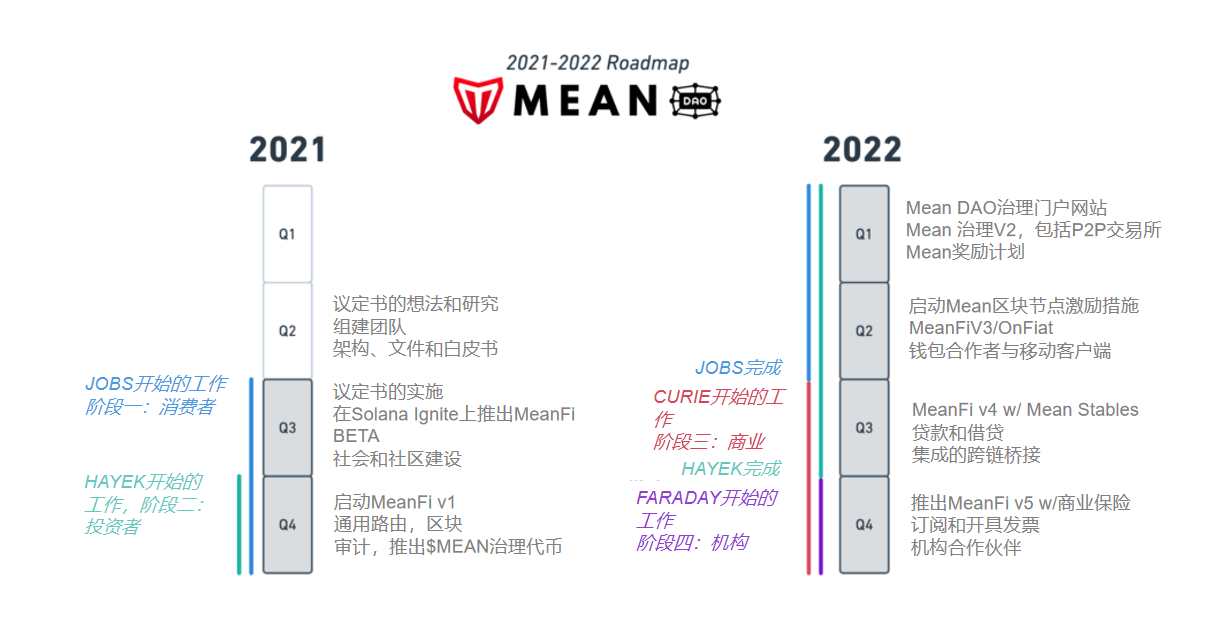 2021-2022 Roadmap
MEAN DAO
2021
Q1
Q2
议定书的想法和研究
组建团队
架构、文件和白皮书
JOBS开始的工作
阶段一：消费者
Q3
议定书的实施
在Solana Ignite上推出MeanFi
BETA
社会和社区建设
HAYEK开始的
工作，阶段二：
投资者
Q4
启动MeanFi v1
通用路由，区块
审计，推出$MEAN治理代币
2022
Q1
Mean DAO治理门户网站
Mean 治理V2，包括P2P交易所
Mean奖励计划
Q2
启动Mean区块节点激励措施
MeanFiV3/OnFiat
钱包合作者与移动客户端
JOBS完成
CURIE开始的工
作
阶段三：商业
Q3
MeanFi v4 w/ Mean Stables
贷款和借贷
集成的跨链桥接
HAYEK完成
FARADAY开始的
工作
阶段四：机构
Q4
推出MeanFi v5 w/商业保险
订阅和开具发票
机构合作伙伴